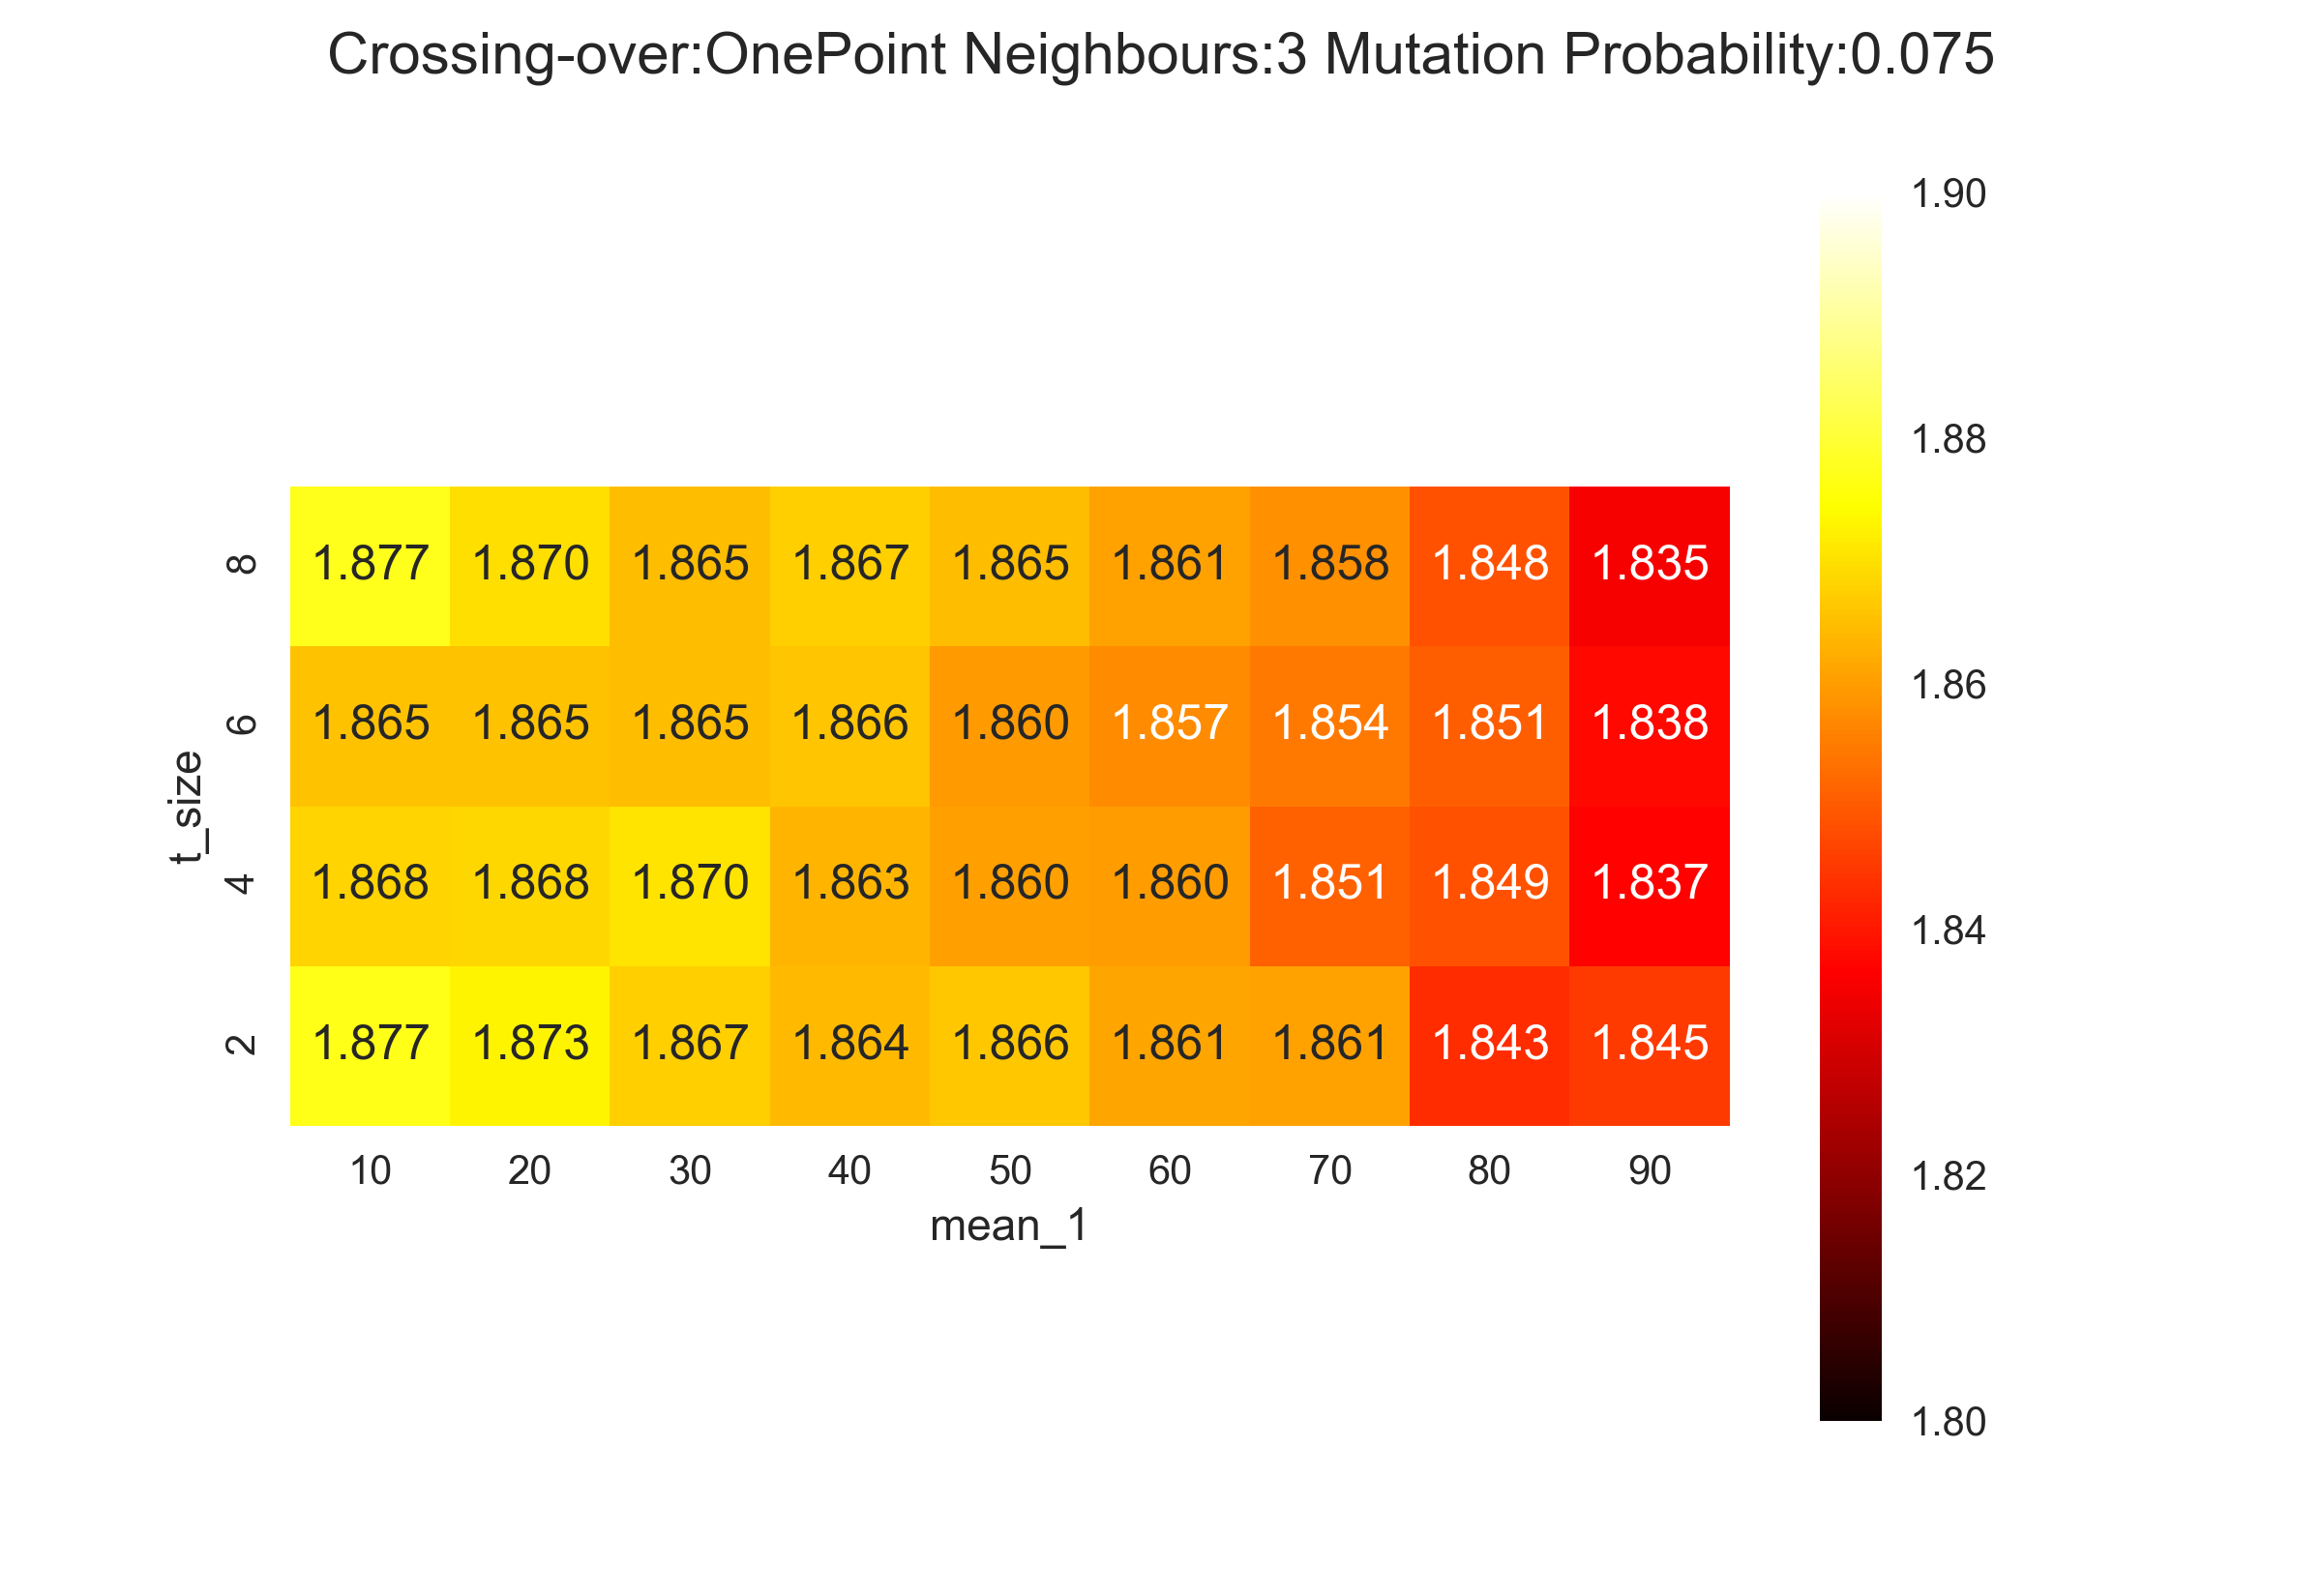 Crossing-over:OnePoint Neighbours:3 Mutation Probability:0.075
1.90
1.88
1.86
1.84
1.82
1.80
t_size
8 1.877 1.870 1.865 1.867 1.865 1.861 1.858 1.848 1.835
6 1.865 1.865 1.865 1.866 1.860 1.857 1.854 1.851 1.838
4 1.868 1.868 1.870 1.863 1.860 1.860 1.851 1.849 1.837
2 1.877 1.873 1.867 1.864 1.866 1.861 1.861 1.843 1.845
10 20 30 40 50 60 70 80 90
mean_1